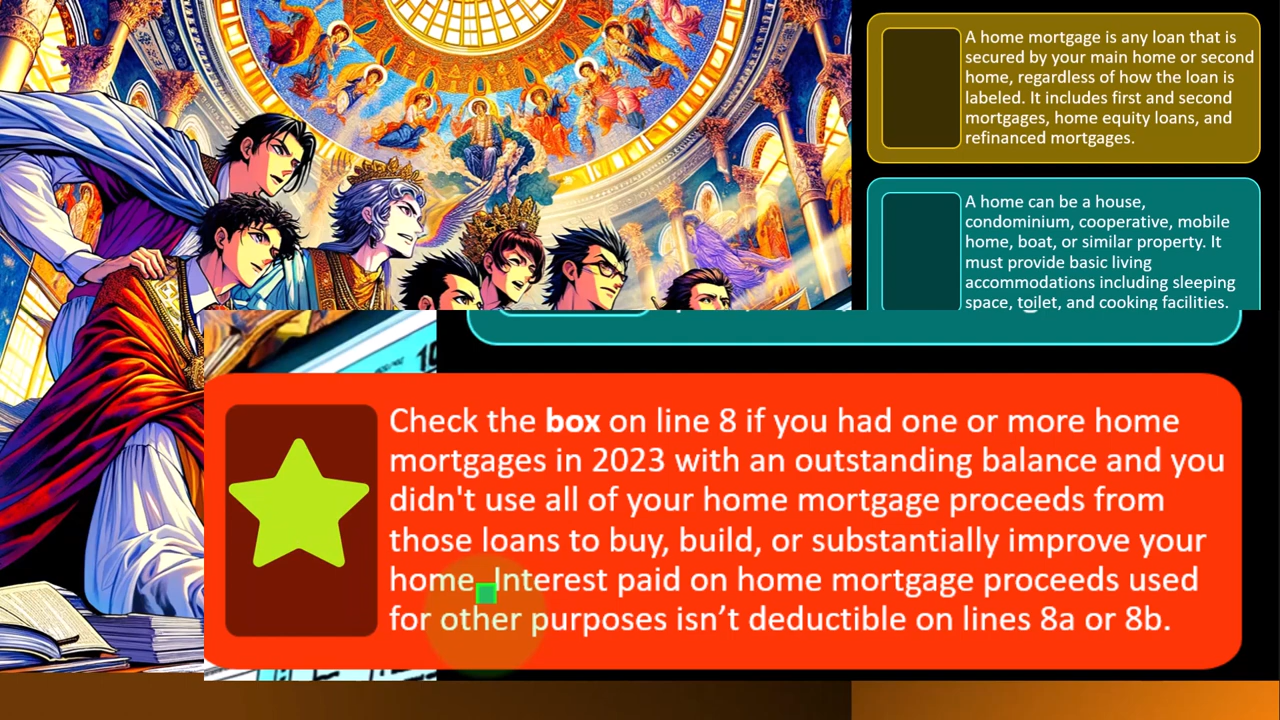 A home mortgage is any loan that is
secured by your main home or second
home, regardless of how the loan is
labeled. It includes first and second
mortgages, home equity loans, and
refinanced mortgages.
A home can be a house,
condominium, cooperative, mobile
home, boat, or similar property. It
must provide basic living
accommodations including sleeping
space, toilet, and cooking facilities.
Check the box on line 8 if you had one or more home
mortgages in 2023 with an outstanding balance and you
didn't use all of your home mortgage proceeds from
those loans to buy, build, or substantially improve your
home. Interest paid on home mortgage proceeds used
for other purposes isn’t deductible on lines 8a or 8b.